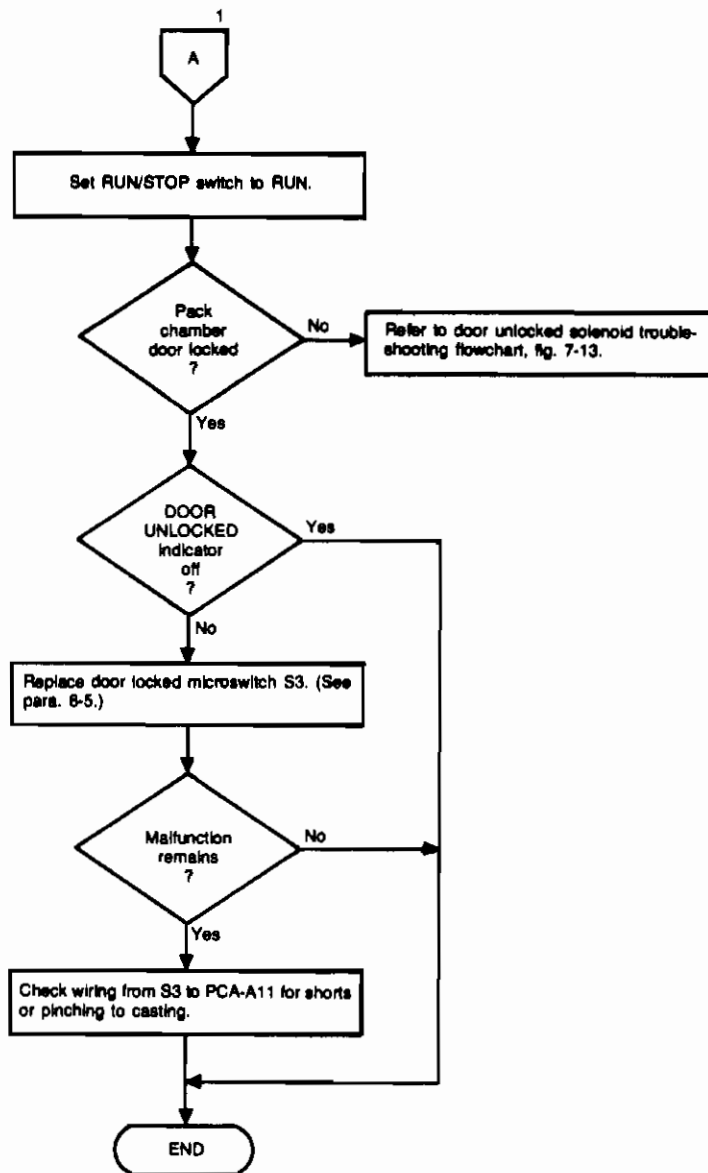 1
A
Set RUN/STOP switch to RUN.
Pack
chamber
door locked
?
No
Refer to door unlocked solenoid trouble-
shooting flowchart, fig. 7-13.
Yes
DOOR
UNLOCKED
indicator
off
?
Yes
No
Replace door locked microswitch S3. (See
para. 6-5.)
Malfunction
remains
?
No
Yes
Check wiring from S3 to PCA-A11 for shorts
or pinching to casting.
END